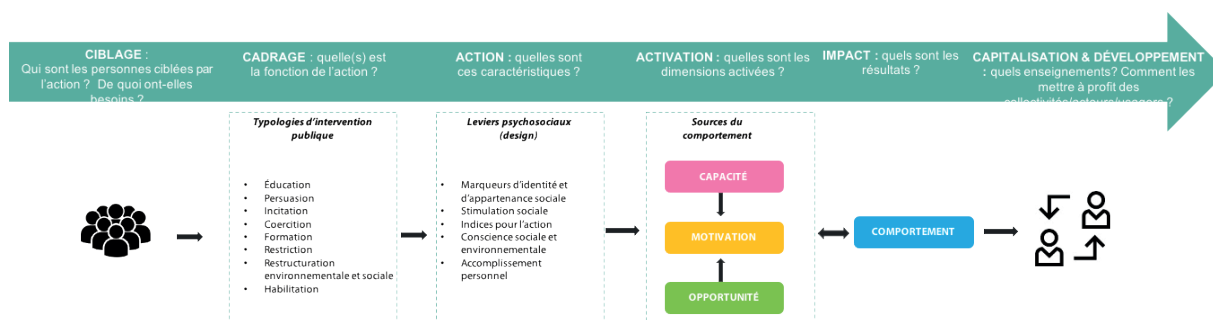 CIBLAGE :
Qui sont les personnes ciblées par
l’action ? De quoi ont-elles
besoins ?
CADRAGE : quelle(s) est
la fonction de l’action ?
ACTION : quelles sont
ces caractéristiques ?
ACTIVATION : quelles sont les
dimensions activées ?
IMPACT : quels sont les
résultats ?
CAPITALISATION & DÉVELOPPEMENT
: quels enseignements? Comment les
mettre à profit des
collectivités/acteurs/usagers ?
Typologies d’intervention
publique
• Éducation
• Persuasion
• Incitation
• Coercition
• Formation
• Restriction
• Restructuration
environnementale et sociale
• Habilitation
Leviers psychosociaux
(design)
• Marqueurs d’identité et
d’appartenance sociale
• Stimulation sociale
• Indices pour l’action
• Conscience sociale et
environnementale
• Accomplissement
personnel
Sources du
comportement
CAPACITÉ
MOTIVATION
OPPORTUNITÉ
COMPORTEMENT